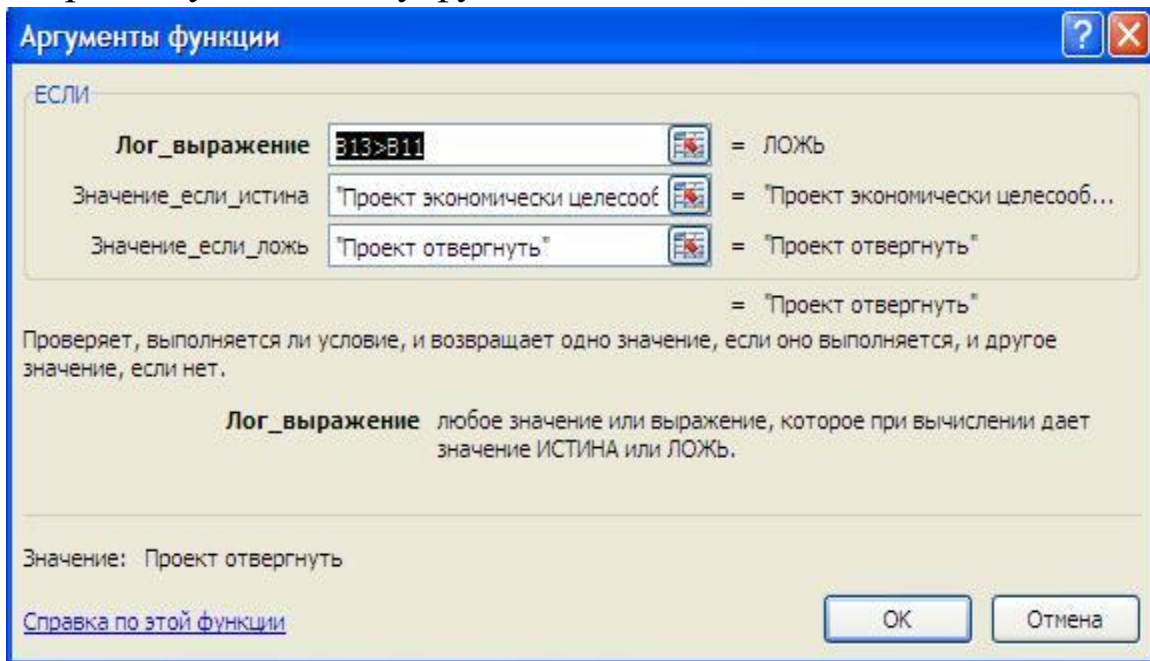 Аргументы функции
ЕСЛИ
Лог_выражение B13>B11 = ЛОЖЬ
Значение_если_истина "Проект экономически целесооб = "Проект экономически целесооб...
Значение_если_ложь "Проект отвергнуть" = "Проект отвергнуть"
= "Проект отвергнуть"
Проверяет, выполняется ли условие, и возвращает одно значение, если оно выполняется, и другое
значение, если нет.
Лог_выражение любое значение или выражение, которое при вычислении дает
значение ИСТИНА или ЛОЖЬ.
Значение: Проект отвергнуть
Справка по этой функции OK Отмена